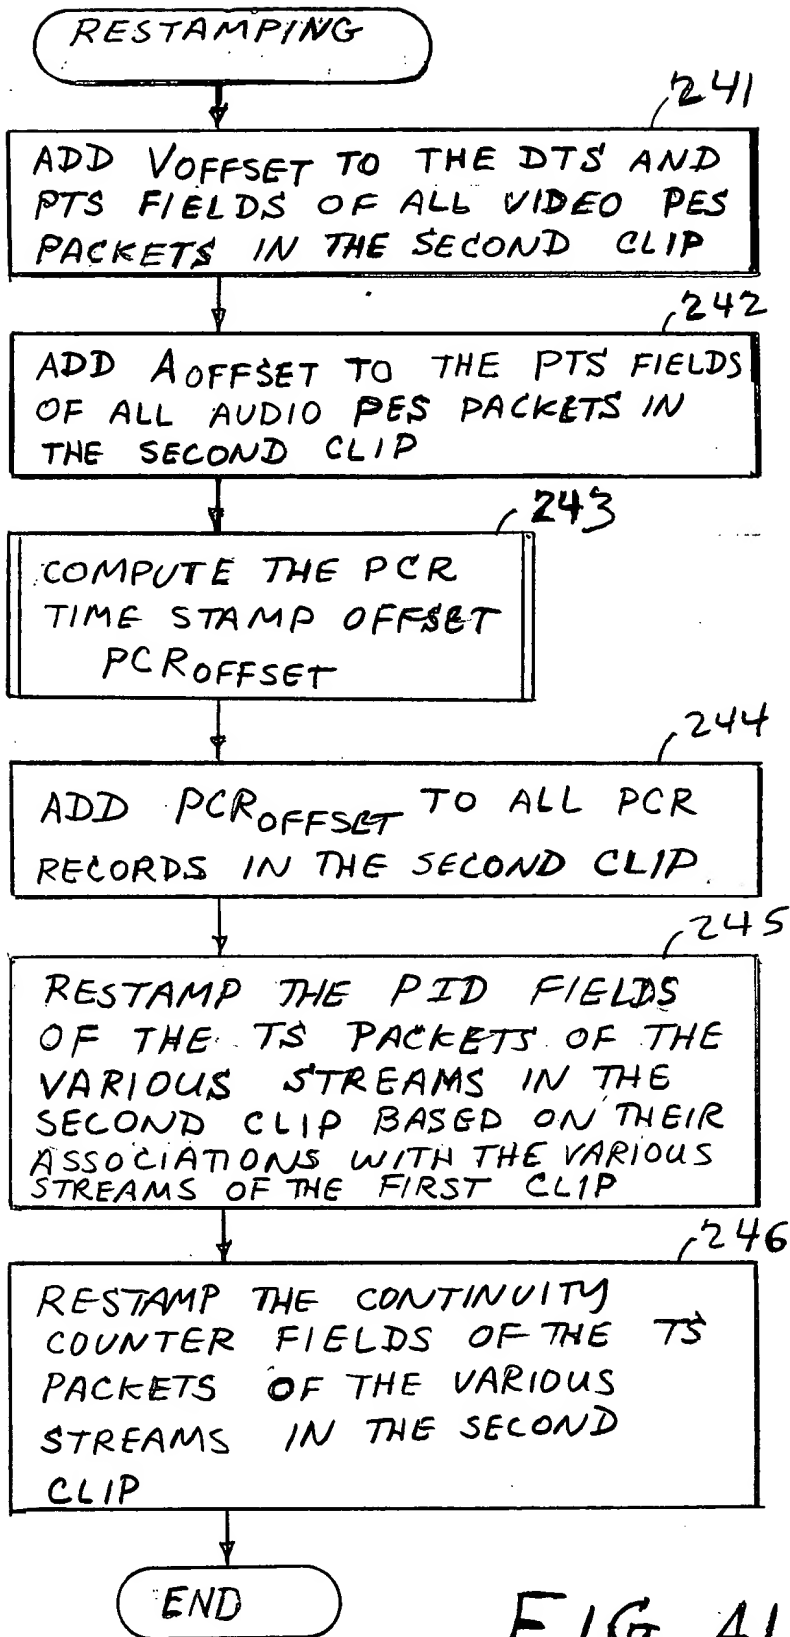 RESTAMPING
241
ADD VOFFSET TO THE DTS AND
PTS FIELDS OF ALL VIDEO PES
PACKETS IN THE SECOND CLIP
242
ADD AOFFSET TO THE PTS FIELDS
OF ALL AUDIO PES PACKETS IN
THE SECOND CLIP
243
COMPUTE THE PCR
TIME STAMP OFFSET
PCROFFSET
244
ADD PCROFFSET TO ALL PCR
RECORDS IN THE SECOND CLIP
245
RESTAMP THE PID FIELDS
OF THE TS PACKETS OF THE
VARIOUS STREAMS IN THE
SECOND CLIP BASED ON THEIR
ASSOCIATIONS WITH THE VARIOUS
STREAMS OF THE FIRST CLIP
246
RESTAMP THE CONTINUITY
COUNTER FIELDS OF THE TS
PACKETS OF THE VARIOUS
STREAMS IN THE SECOND
CLIP
END
FIG. 41